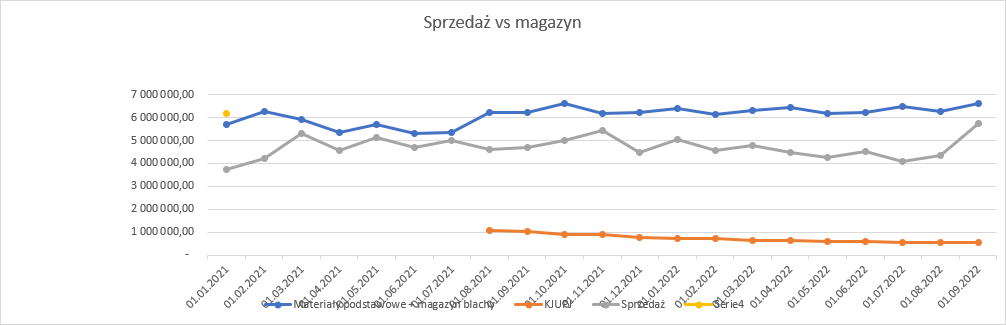 Sprzedaż vs magazyn
7 000 000,00
6 000 000,00
5 000 000,00
4 000 000,00
3 000 000,00
2 000 000,00
1 000 000,00
-
01.01.2021
01.02.2021
01.03.2021
01.04.2021
01.05.2021
01.06.2021
01.07.2021
01.08.2021
01.09.2021
01.10.2021
01.11.2021
01.12.2021
01.01.2022
01.02.2022
01.03.2022
01.04.2022
01.05.2022
01.06.2022
01.07.2022
01.08.2022
01.09.2022
Materiały podstawowe + magazyn blachy
Sprzedaż
Serie4